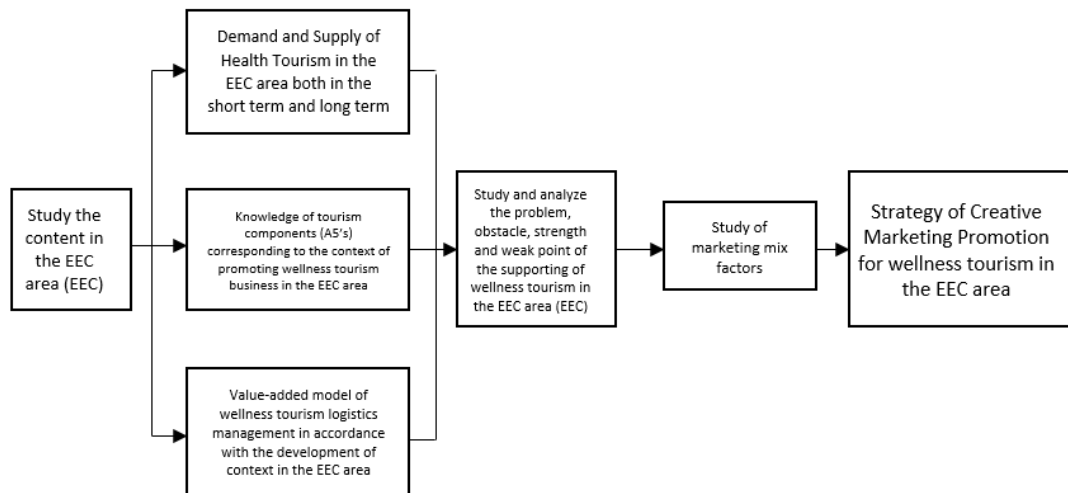 Study the
content in
the EEC
area (EEC)
Demand and Supply of
Health Tourism in the
EEC area both in the
short term and long term
Knowledge of tourism
components (A5's)
corresponding to the context of
promoting wellness tourism
business in the EEC area
Value-added model of
wellness tourism logistics
management in accordance
with the development of
context in the EEC area
Study and analyze
the problem,
obstacle, strength
and weak point of
the supporting of
wellness tourism in
the EEC area (EEC)
Study of
marketing mix
factors
Strategy of Creative
Marketing Promotion
for wellness tourism in
the EEC area